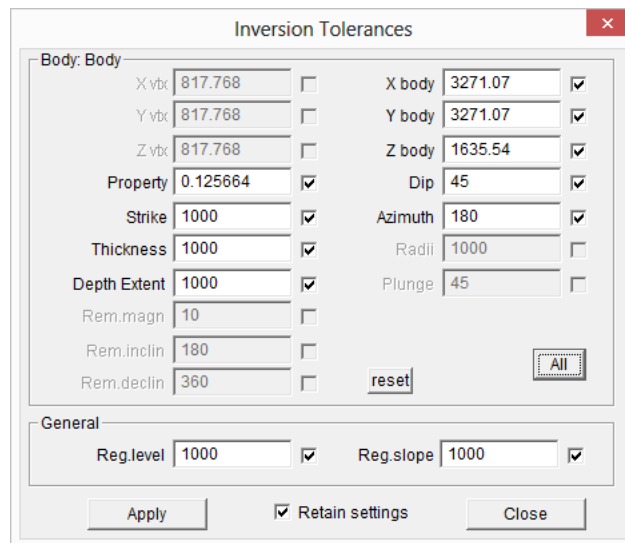 Inversion Tolerances
Body: Body
X vtx 817.768 X body 3271.07
Y vtx 817.768 Y body 3271.07
Z vtx 817.768 Z body 1635.54
Property 0.125664 Dip 45
Strike 1000 Azimuth 180
Thickness 1000 Radii 1000
Depth Extent 1000 Plunge 45
Rem.magn 10
Rem.inclin 180
All
Rem.declin 360 reset
General
Reg.level 1000 Reg.slope 1000
Apply Retain settings Close